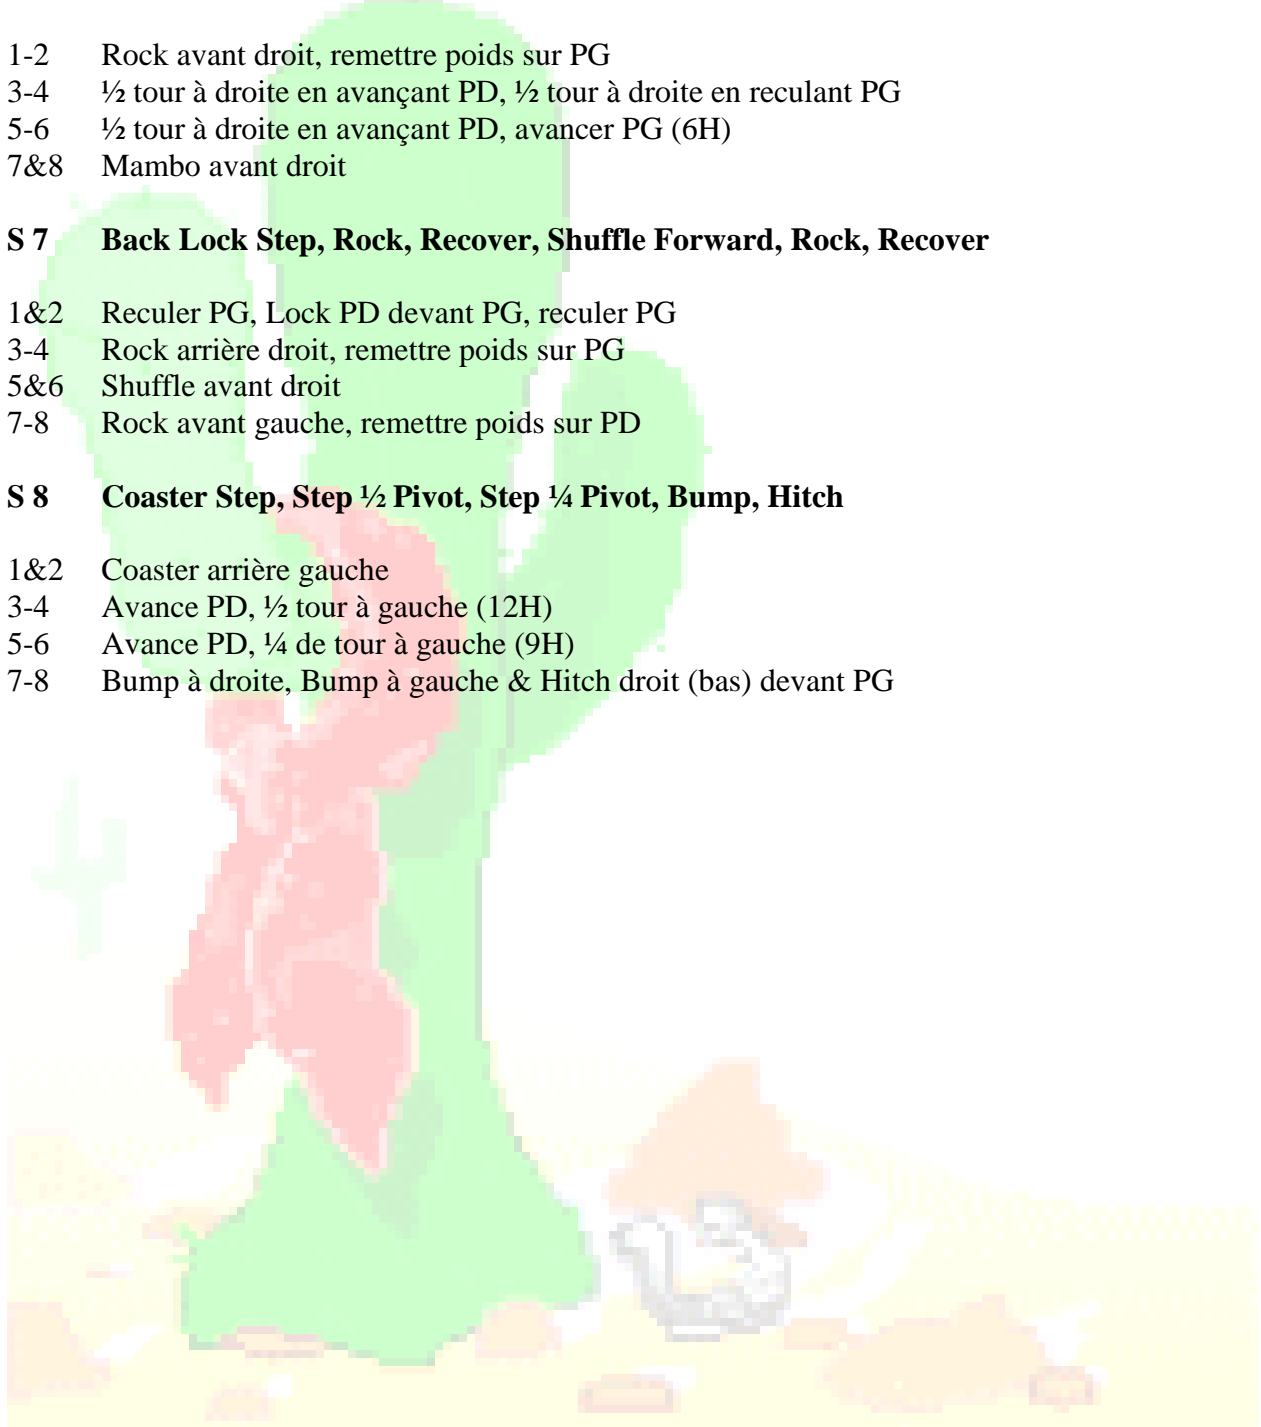 1-2 Rock avant droit, remettre poids sur PG
3-4 ½ tour à droite en avançant PD, ½ tour à droite en reculant PG
5-6 ½ tour à droite en avançant PD, avancer PG (6H)
7&8 Mambo avant droit
S 7 Back Lock Step, Rock, Recover, Shuffle Forward, Rock, Recover
1&2 Reculer PG, Lock PD devant PG, reculer PG
3-4 Rock arrière droit, remettre poids sur PG
5&6 Shuffle avant droit
7-8 Rock avant gauche, remettre poids sur PD
S 8 Coaster Step, Step ½ Pivot, Step ¼ Pivot, Bump, Hitch
1&2 Coaster arrière gauche
3-4 Avance PD, ½ tour à gauche (12H)
5-6 Avance PD, ¼ de tour à gauche (9H)
7-8 Bump à droite, Bump à gauche & Hitch droit (bas) devant PG